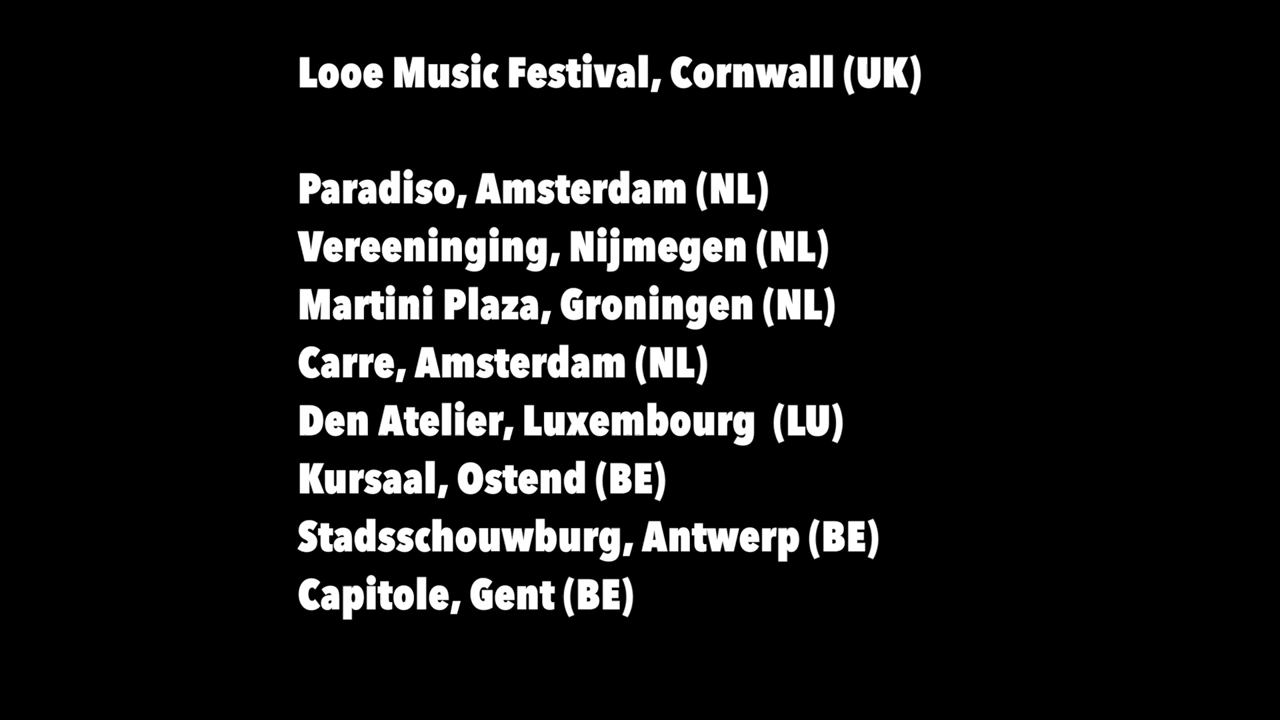 Looe Music Festival, Cornwall (UK)
Paradiso, Amsterdam (NL)
Vereeninging, Nijmegen (NL)
Martini Plaza, Groningen (NL)
Carre, Amsterdam (NL)
Den Atelier, Luxembourg  (LU)
Kursaal, Ostend (BE)
Stadsschouwburg, Antwerp (BE)
Capitole, Gent (BE)